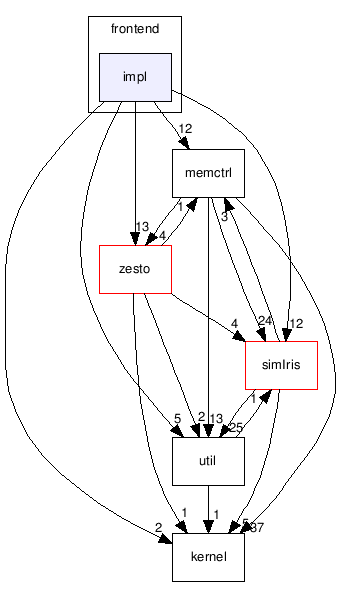 frontend
impl
12
memctrl
1
3
13
4
zesto
4
24
12
simIris
1
5
2
13
25
util
1
1
2
5
37
kernel